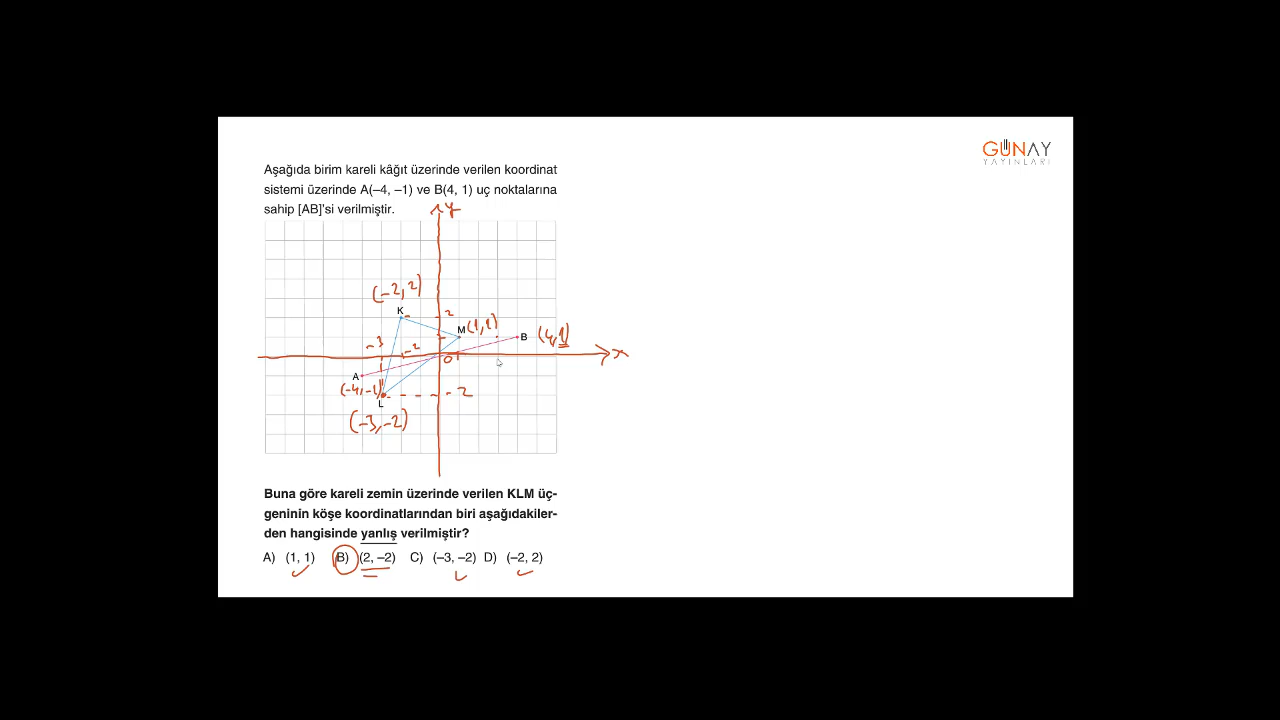 GÜNAY
YAYINLARI
Aşağıda birim kareli kâğıt üzerinde verilen koordinat
sistemi üzerinde A(–4, –1) ve B(4, 1) uç noktalarına
sahip [AB]'si verilmiştir.
y
(-2, 2)
K
2
M (1, 1)
B (4, 1)
-3
-2
0 1
x
A
(-4, -1)
L
-2
(-3, -2)
Buna göre kareli zemin üzerinde verilen KLM üç-
geninin köşe koordinatlarından biri aşağıdakiler-
den hangisinde yanlış verilmiştir?
A) (1, 1) B) (2, –2) C) (–3, –2) D) (–2, 2)